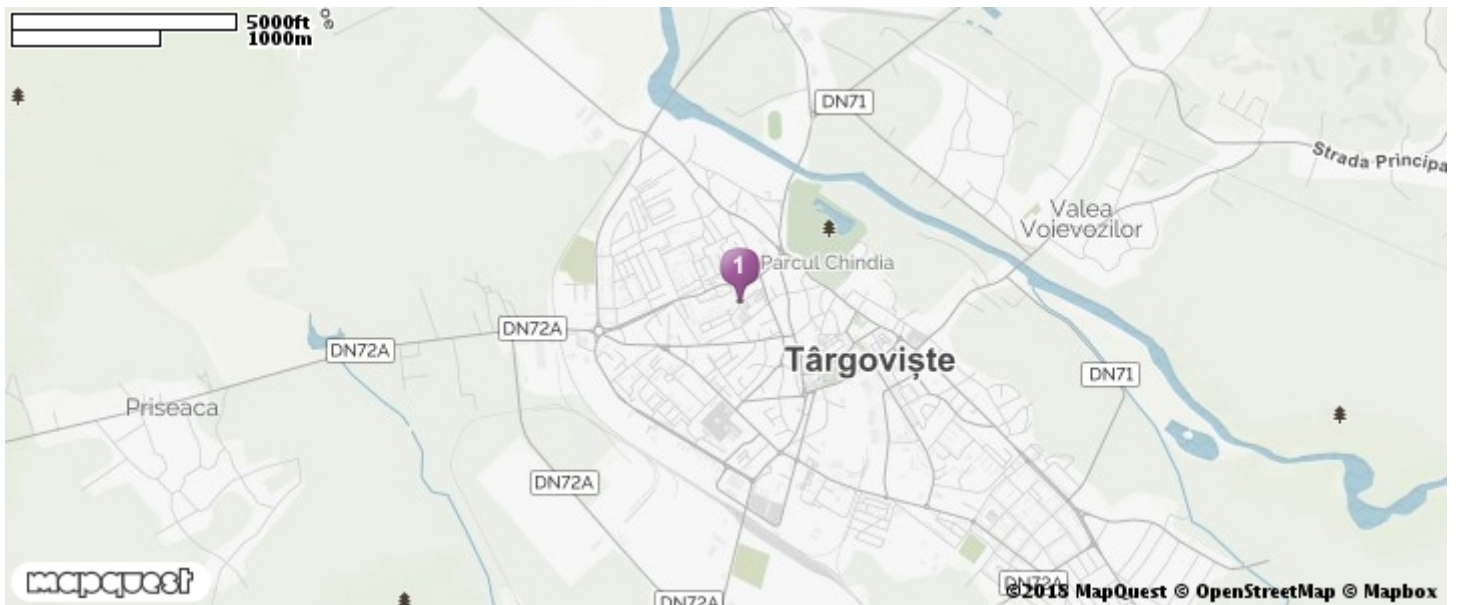 5000ft
1000m
oe
DN71
Strada Principa
Valea
Voievozilor
1
Parcul Chindia
DN72A
DN72A
Târgoviște
DN71
Priseaca
DN72A
mapquest
DN72A
DN72A
©2018 MapQuest © OpenStreetMap © Mapbox